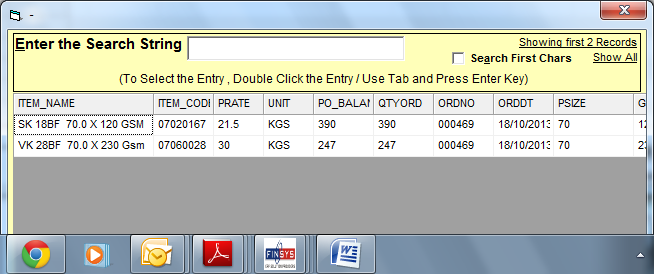 -
Enter the Search String
Showing first 2 Records
Search First Chars
Show All
(To Select the Entry , Double Click the Entry / Use Tab and Press Enter Key)
ITEM_NAME ITEM_CODI PRATE UNIT PO_BALAN QTYORD ORDNO ORDDT PSIZE G
SK 18BF 70.0 X 120 GSM 07020167 21.5 KGS 390 390 000469 18/10/2013 70 12
VK 28BF 70.0 X 230 Gsm 07060028 30 KGS 247 247 000469 18/10/2013 70 23
FINSYS